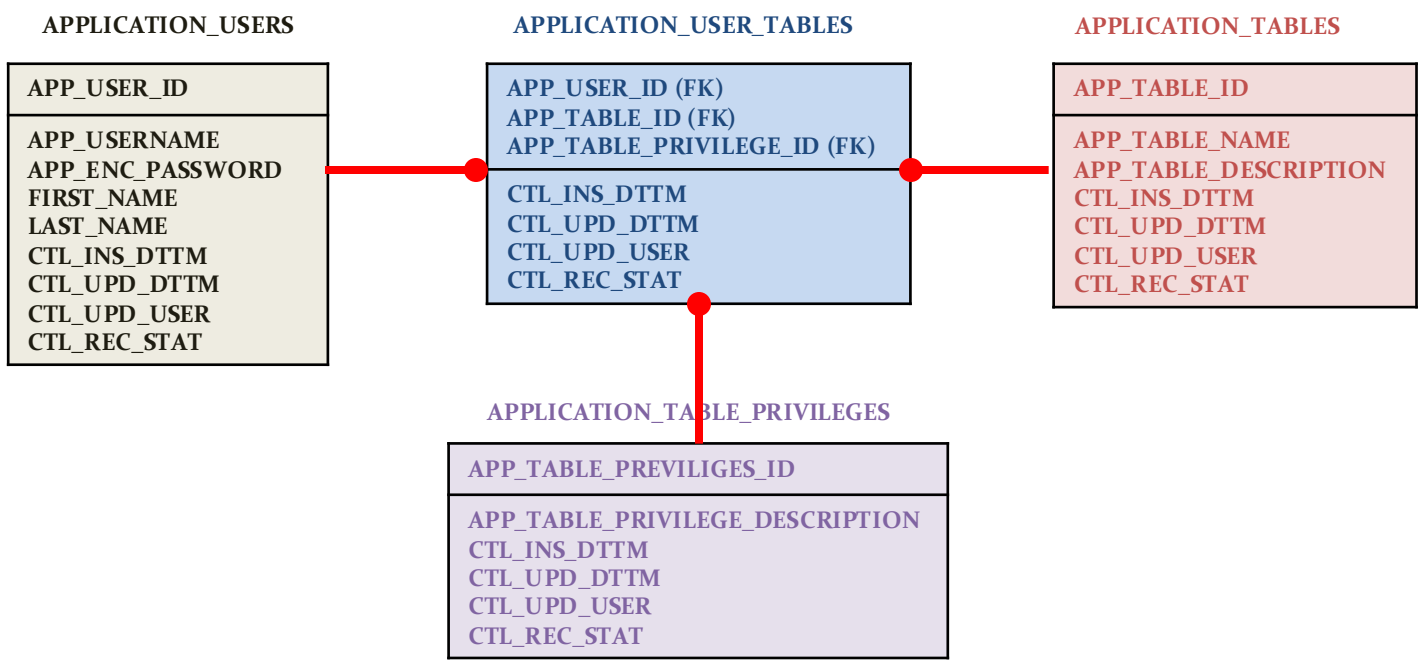 APPLICATION_USERS
APP_USER_ID
APP_USERNAME
APP_ENC_PASSWORD
FIRST_NAME
LAST_NAME
CTL_INS_DTTM
CTL_UPD_DTTM
CTL_UPD_USER
CTL_REC_STAT
APPLICATION_USER_TABLES
APP_USER_ID (FK)
APP_TABLE_ID (FK)
APP_TABLE_PRIVILEGE_ID (FK)
CTL_INS_DTTM
CTL_UPD_DTTM
CTL_UPD_USER
CTL_REC_STAT
APPLICATION_TABLES
APP_TABLE_ID
APP_TABLE_NAME
APP_TABLE_DESCRIPTION
CTL_INS_DTTM
CTL_UPD_DTTM
CTL_UPD_USER
CTL_REC_STAT
APPLICATION_TABLE_PRIVILEGES
APP_TABLE_PREVILIGES_ID
APP_TABLE_PRIVILEGE_DESCRIPTION
CTL_INS_DTTM
CTL_UPD_DTTM
CTL_UPD_USER
CTL_REC_STAT